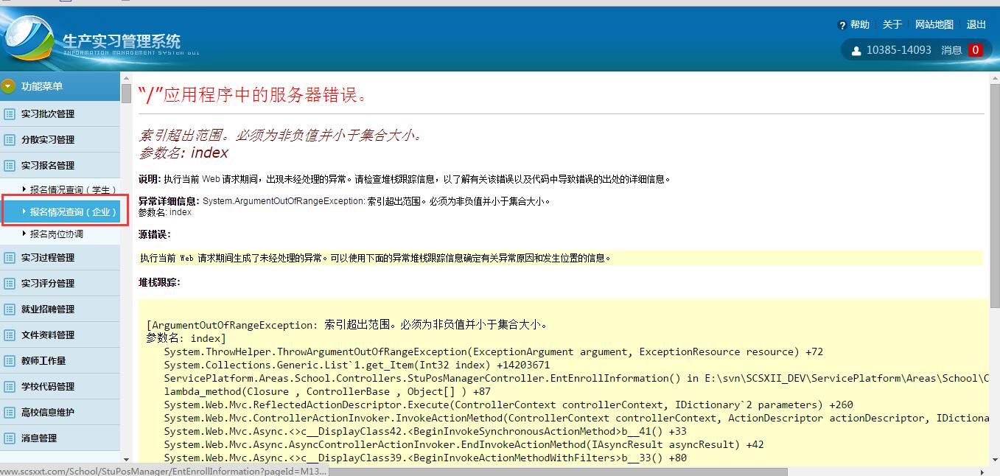 帮助 关于 网站地图 退出
生产实习管理系统
INFORMATION MANAGEMENT SYSTEM GUI
10385-14093 消息 0
功能菜单
实习批次管理
分散实习管理
实习报名管理
报名情况查询（学生）
报名情况查询（企业）
报名岗位协调
实习过程管理
实习评分管理
就业招聘管理
文件资料管理
教师工作量
学校代码管理
高校信息维护
消息管理
“/”应用程序中的服务器错误。
索引超出范围。必须为非负值并小于集合大小。
参数名: index
说明: 执行当前 Web 请求期间，出现未经处理的异常。请检查堆栈跟踪信息，以了解有关该错误以及代码中导致错误的出处的详细信息。
异常详细信息: System.ArgumentOutOfRangeException: 索引超出范围。必须为非负值并小于集合大小。
参数名: index
源错误:
执行当前 Web 请求期间生成了未经处理的异常。可以使用下面的异常堆栈跟踪信息确定有关异常原因和发生位置的信息。
堆栈跟踪:
[ArgumentOutOfRangeException: 索引超出范围。必须为非负值并小于集合大小。
参数名: index]
System.ThrowHelper.ThrowArgumentOutOfRangeException(ExceptionArgument argument, ExceptionResource resource) +72
System.Collections.Generic.List`1.get_Item(Int32 index) +14203671
ServicePlatform.Areas.School.Controllers.StuPosManagerController.EntEnrollInformation() in E:\svn\SCSXII_DEV\ServicePlatform\Areas\School\C
lambda_method(Closure , ControllerBase , Object[] ) +87
System.Web.Mvc.ReflectedActionDescriptor.Execute(ControllerContext controllerContext, IDictionary`2 parameters) +260
System.Web.Mvc.ControllerActionInvoker.InvokeActionMethod(ControllerContext controllerContext, ActionDescriptor actionDescriptor, IDictiona
System.Web.Mvc.Async.<>c__DisplayClass42.<BeginInvokeSynchronousActionMethod>b__41() +33
System.Web.Mvc.Async.AsyncControllerActionInvoker.EndInvokeActionMethod(IAsyncResult asyncResult) +42
System.Web.Mvc.Async.<>c__DisplayClass39.<BeginInvokeActionMethodWithFilters>b__33() +80
www.scsxxt.com/School/StuPosManager/EntEnrollInformation?pageId=M13...